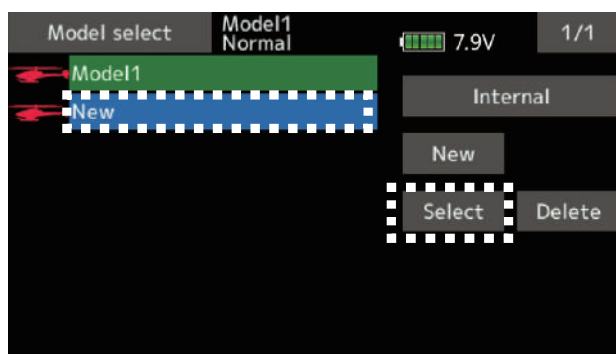 Model select
Model1
Normal
7.9V
1/1
Model1
New
Internal
New
Select
Delete